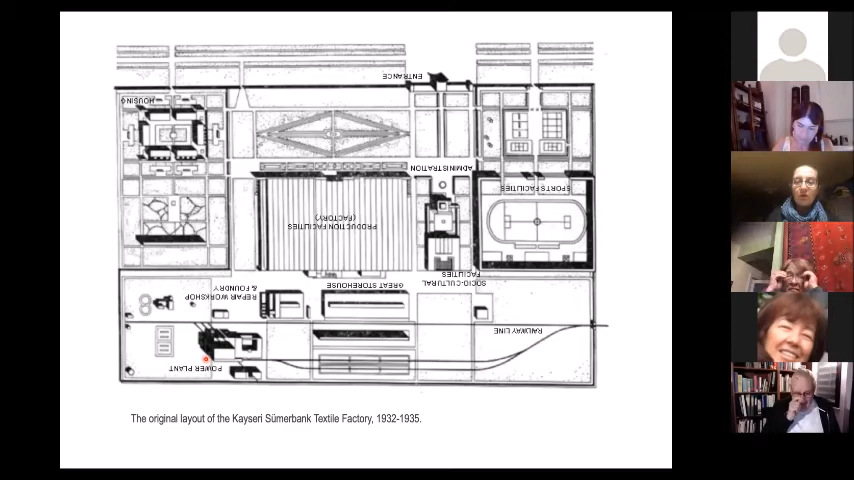 ENTRANCE
HOUSING
ADMINISTRATION
SPORTS FACILITIES
PRODUCTION FACILITIES
(FACTORY)
SOCIO-CULTURAL
FACILITIES
REPAIR WORKSHOP
& FOUNDRY
GREAT STOREHOUSE
RAILWAY LINE
POWER PLANT
The original layout of the Kayseri Sümerbank Textile Factory, 1932-1935.